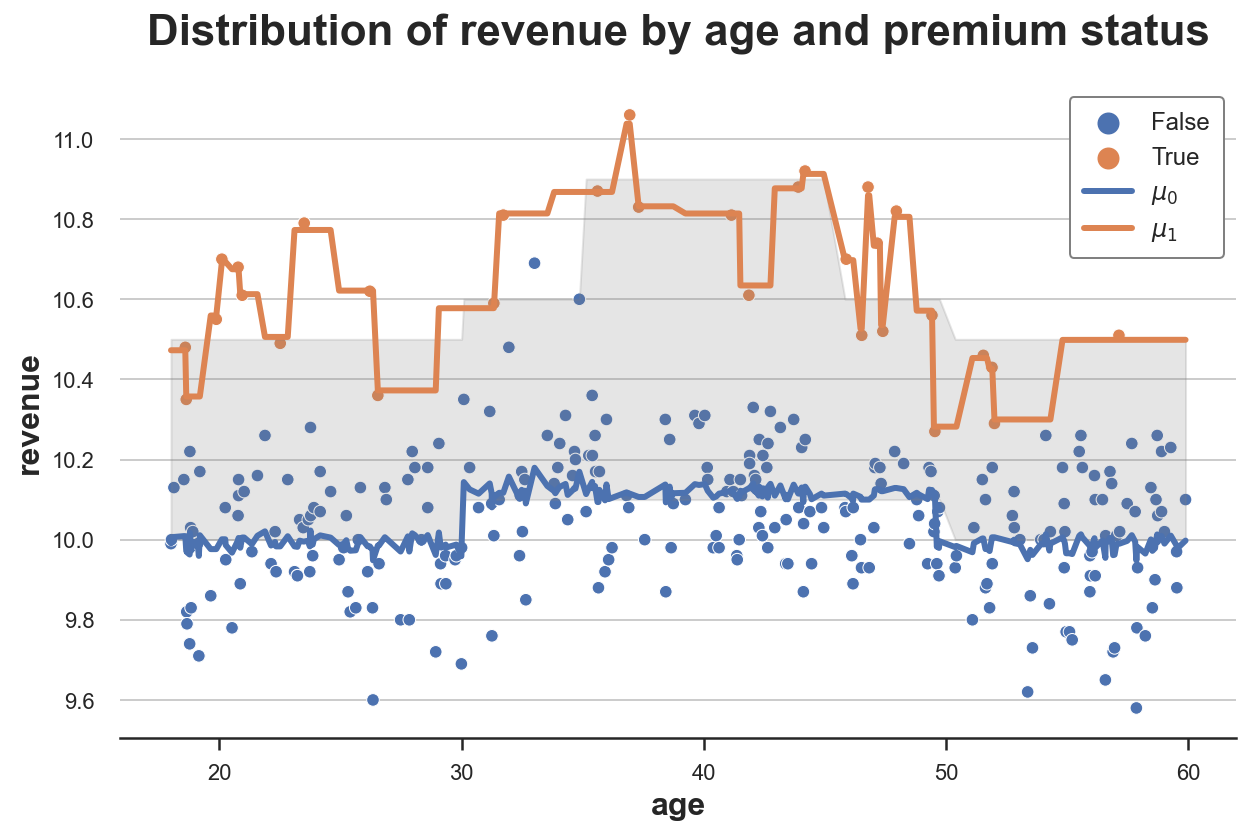 Distribution of revenue by age and premium status
False
True
μ₀
μ₁
revenue
11.0
10.8
10.6
10.4
10.2
10.0
9.8
9.6
20 30 40 50 60
age